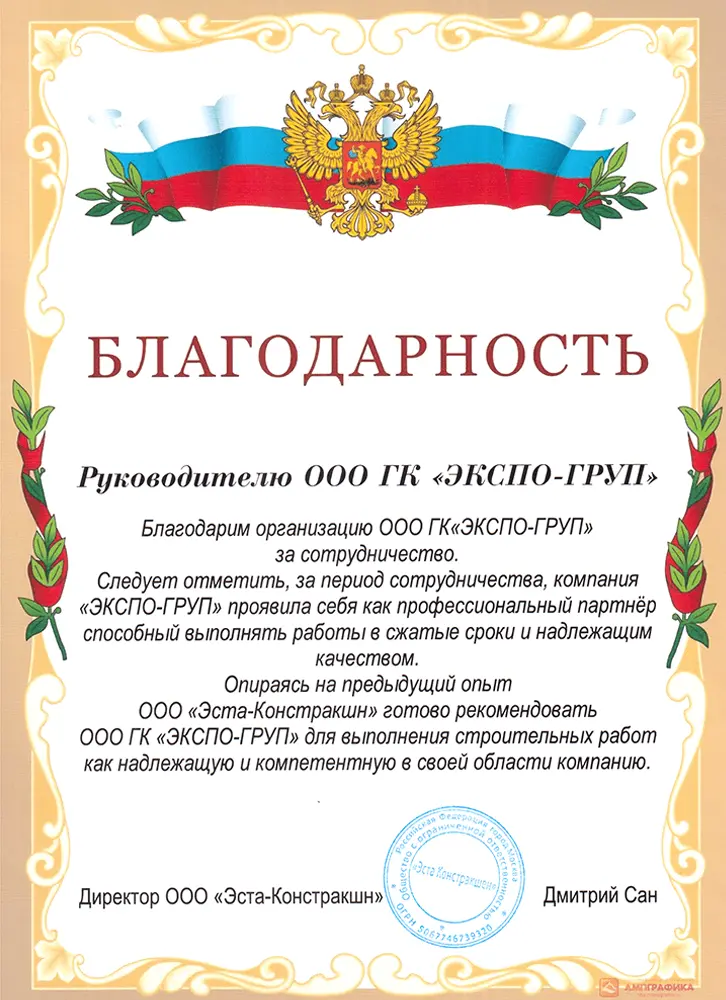 БЛАГОДАРНОСТЬ
Руководителю ООО ГК «ЭКСПО-ГРУП»
Благодарим организацию ООО ГК«ЭКСПО-ГРУП»
за сотрудничество.
Следует отметить, за период сотрудничества, компания
«ЭКСПО-ГРУП» проявила себя как профессиональный партнёр
способный выполнять работы в сжатые сроки и надлежащим
качеством.
Опираясь на предыдущий опыт
ООО «Эста-Констракшн» готово рекомендовать
ООО ГК «ЭКСПО-ГРУП» для выполнения строительных работ
как надлежащую и компетентную в своей области компанию.
Российская Федерация город Москва
Общество с ограниченной ответственностью
«Эста Констракшен»
ОГРН 5067746739320
Директор ООО «Эста-Констракшн»
Дмитрий Сан
АМПГРАФИКА